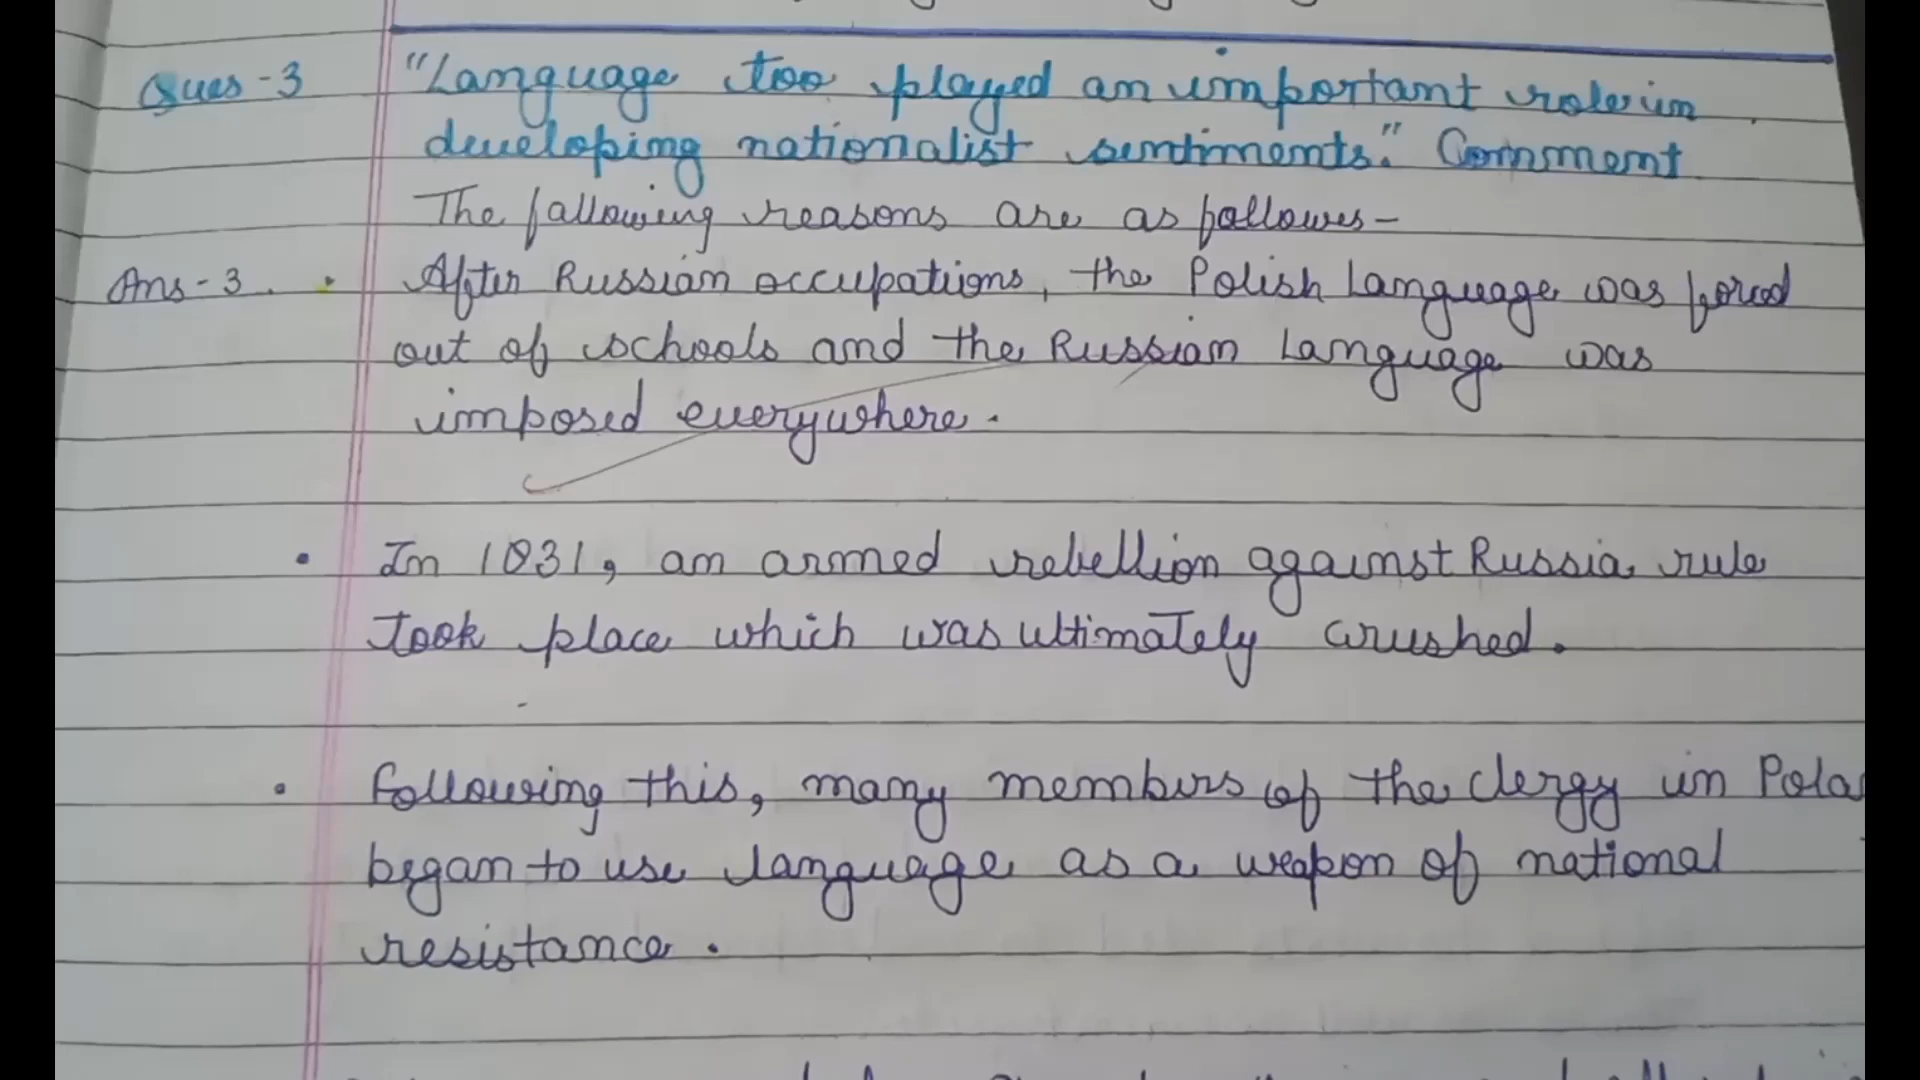 Ques-3 "Language too played an important role in
developing nationalist sentiments." Comment
The following reasons are as followes-
Ans-3. • After Russian occupations, the Polish Language was forced
out of schools and the Russian Language was
imposed everywhere.
• In 1831, an armed rebellion against Russia rule
took place which was ultimately crushed.
• Following this, many members of the clergy in Pola
began to use language as a weapon of national
resistance.